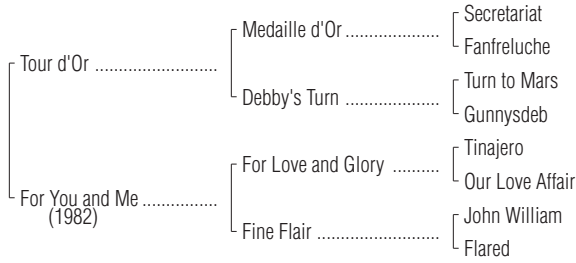 Secretariat
Medaille d'Or ....................
Fanfreluche
Tour d'Or ..........................
Turn to Mars
Debby's Turn ....................
Gunnysdeb
Tinajero
For Love and Glory ..........
Our Love Affair
For You and Me ................
(1982)
John William
Fine Flair ..........................
Flared